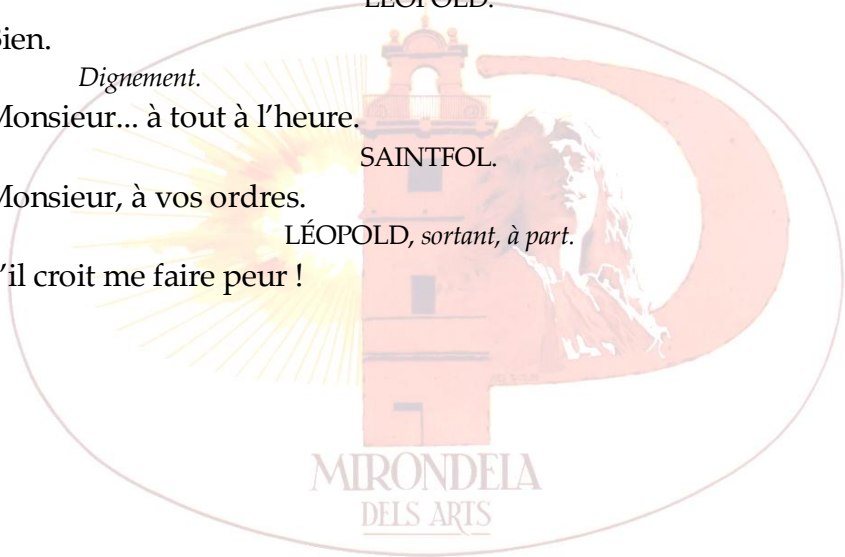 LÉOPOLD.
Bien.
Dignement.
Monsieur... à tout à l’heure.
SAINTFOL.
Monsieur, à vos ordres.
LÉOPOLD, sortant, à part.
’il croit me faire peur !
MIRONDELA
DELS ARTS